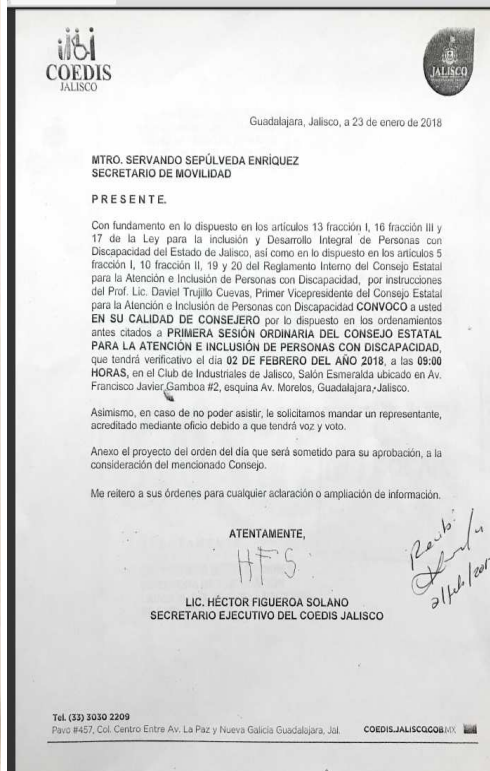 COEDIS
JALISCO
JALISCO
Guadalajara, Jalisco, a 23 de enero de 2018
MTRO. SERVANDO SEPÚLVEDA ENRÍQUEZ
SECRETARIO DE MOVILIDAD
P R E S E N T E.
Con fundamento en lo dispuesto en los artículos 13 fracción I, 16 fracción III y
17 de la Ley para la inclusión y Desarrollo Integral de Personas con
Discapacidad del Estado de Jalisco, así como en lo dispuesto en los artículos 5
fracción I, 10 fracción II, 19 y 20 del Reglamento Interno del Consejo Estatal
para la Atención e Inclusión de Personas con Discapacidad, por instrucciones
del Prof. Lic. Daviel Trujillo Cuevas, Primer Vicepresidente del Consejo Estatal
para la Atención e Inclusión de Personas con Discapacidad CONVOCO a usted
EN SU CALIDAD DE CONSEJERO por lo dispuesto en los ordenamientos
antes citados a PRIMERA SESIÓN ORDINARIA DEL CONSEJO ESTATAL
PARA LA ATENCIÓN E INCLUSIÓN DE PERSONAS CON DISCAPACIDAD,
que tendrá verificativo el día 02 DE FEBRERO DEL AÑO 2018, a las 09:00
HORAS, en el Club de Industriales de Jalisco, Salón Esmeralda ubicado en Av.
Francisco Javier Gamboa #2, esquina Av. Morelos, Guadalajara, Jalisco.
Asimismo, en caso de no poder asistir, le solicitamos mandar un representante,
acreditado mediante oficio debido a que tendrá voz y voto.
Anexo el proyecto del orden del día que será sometido para su aprobación, a la
consideración del mencionado Consejo.
Me reitero a sus órdenes para cualquier aclaración o ampliación de información.
ATENTAMENTE,
HFS
Recibí
LIC. HÉCTOR FIGUEROA SOLANO
SECRETARIO EJECUTIVO DEL COEDIS JALISCO
Tel. (33) 3030 2209
Pavo #457, Col. Centro Entre Av. La Paz y Nueva Galicia Guadalajara, Jal.
COEDIS.JALISCO.GOB.MX